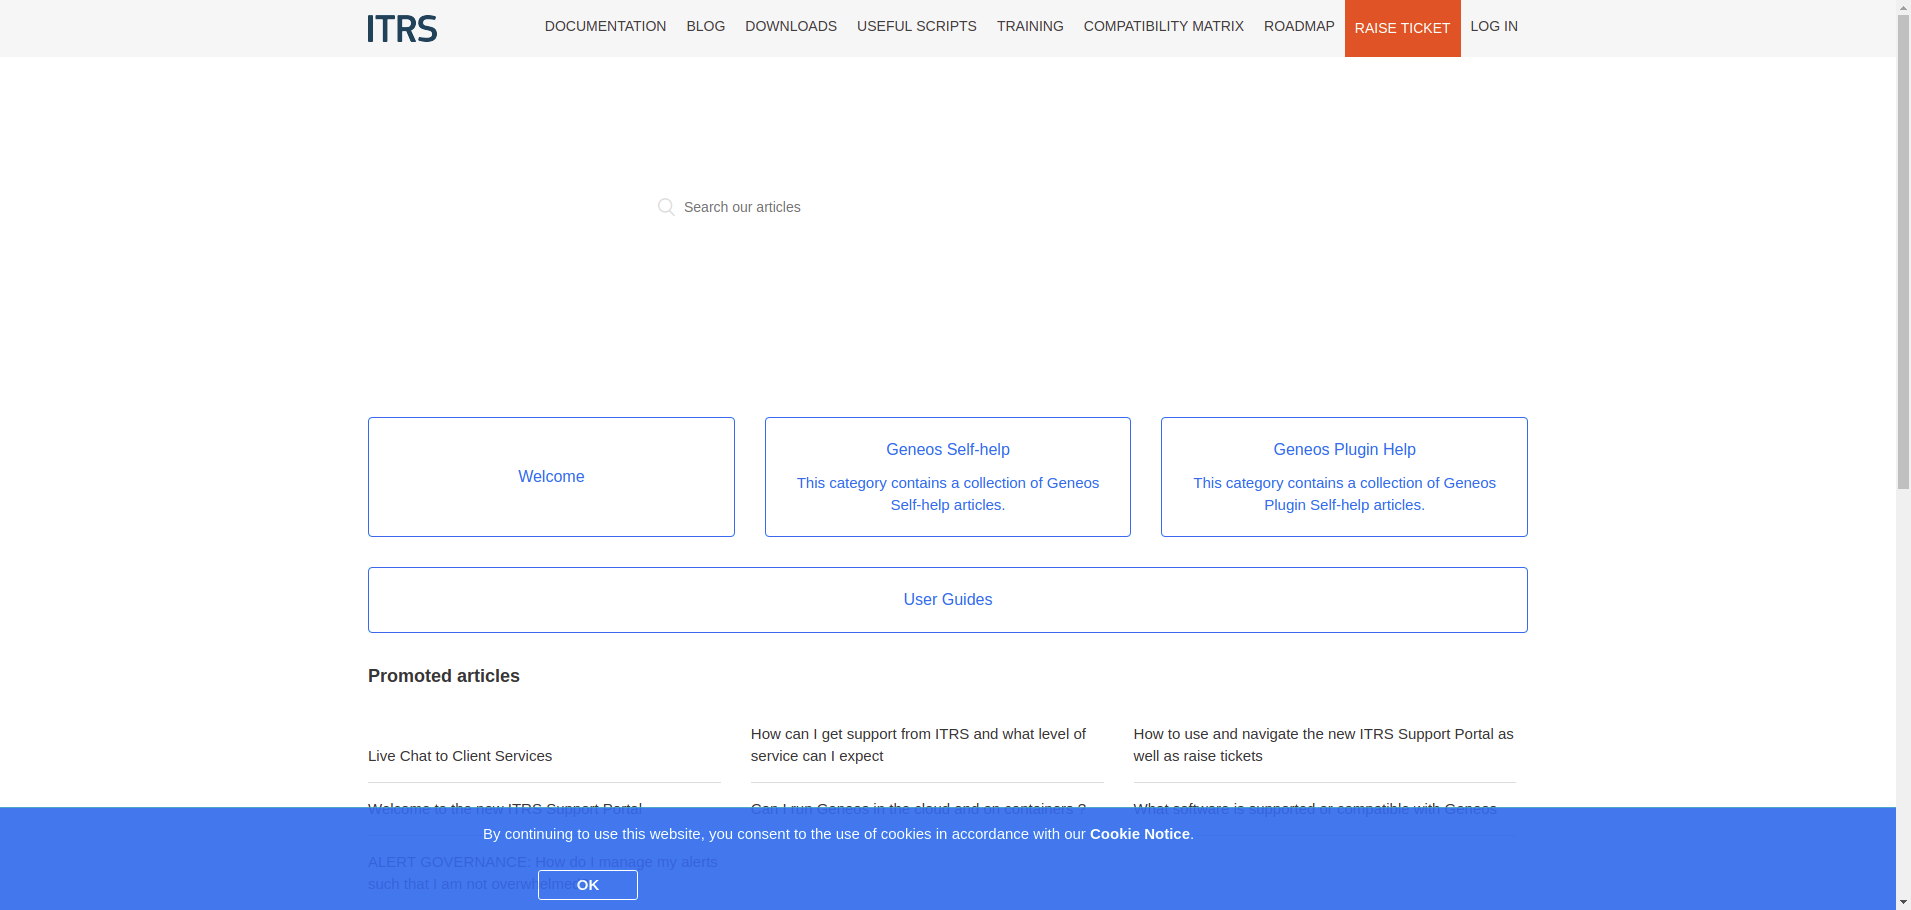 ITRS
DOCUMENTATION BLOG DOWNLOADS USEFUL SCRIPTS TRAINING COMPATIBILITY MATRIX ROADMAP RAISE TICKET LOG IN
Search our articles
Welcome
Geneos Self-help
This category contains a collection of Geneos
Self-help articles.
Geneos Plugin Help
This category contains a collection of Geneos
Plugin Self-help articles.
User Guides
Promoted articles
Live Chat to Client Services
How can I get support from ITRS and what level of
service can I expect
How to use and navigate the new ITRS Support Portal as
well as raise tickets
Welcome to the new ITRS Support Portal
Can I run Geneos in the cloud and on containers ?
What software is supported or compatible with Geneos
By continuing to use this website, you consent to the use of cookies in accordance with our Cookie Notice.
ALERT GOVERNANCE: How do I manage my alerts
such that I am not
OK